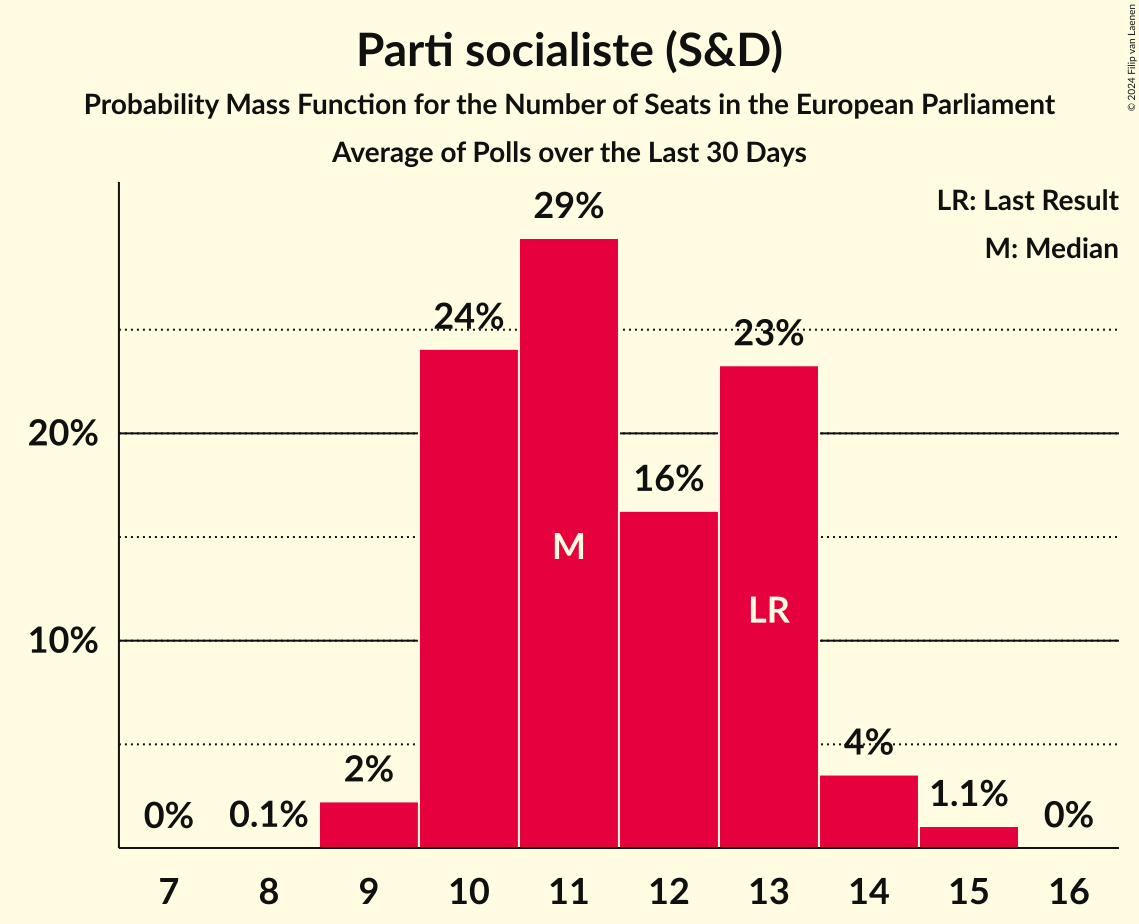 Parti socialiste (S&D)
Probability Mass Function for the Number of Seats in the European Parliament
Average of Polls over the Last 30 Days
© 2024 Filip van Laenen
LR: Last Result
M: Median
29%
24%
23%
20%
16%
M
LR
10%
4%
2%
1.1%
0%
0.1%
0%
7 8 9 10 11 12 13 14 15 16